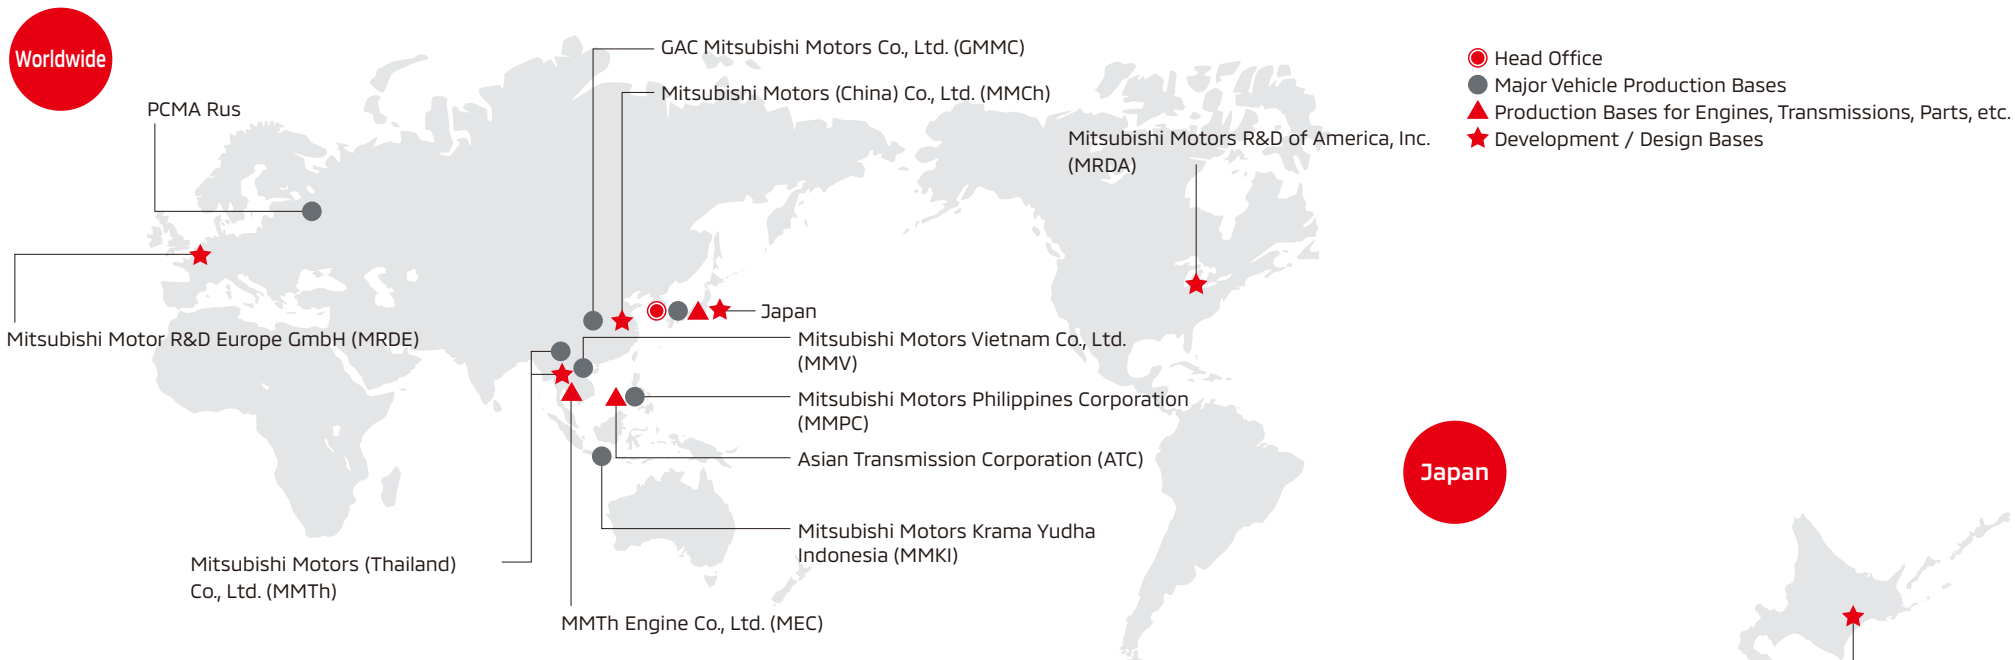 Worldwide
GAC Mitsubishi Motors Co., Ltd. (GMMC)
Mitsubishi Motors (China) Co., Ltd. (MMCh)
PCMA Rus
Mitsubishi Motors R&D of America, Inc.
(MRDA)
Head Office
Major Vehicle Production Bases
Production Bases for Engines, Transmissions, Parts, etc.
Development / Design Bases
Mitsubishi Motor R&D Europe GmbH (MRDE)
Japan
Mitsubishi Motors Vietnam Co., Ltd.
(MMV)
Mitsubishi Motors Philippines Corporation
(MMPC)
Asian Transmission Corporation (ATC)
Mitsubishi Motors Krama Yudha
Indonesia (MMKI)
Mitsubishi Motors (Thailand)
Co., Ltd. (MMTh)
MMTh Engine Co., Ltd. (MEC)
Japan